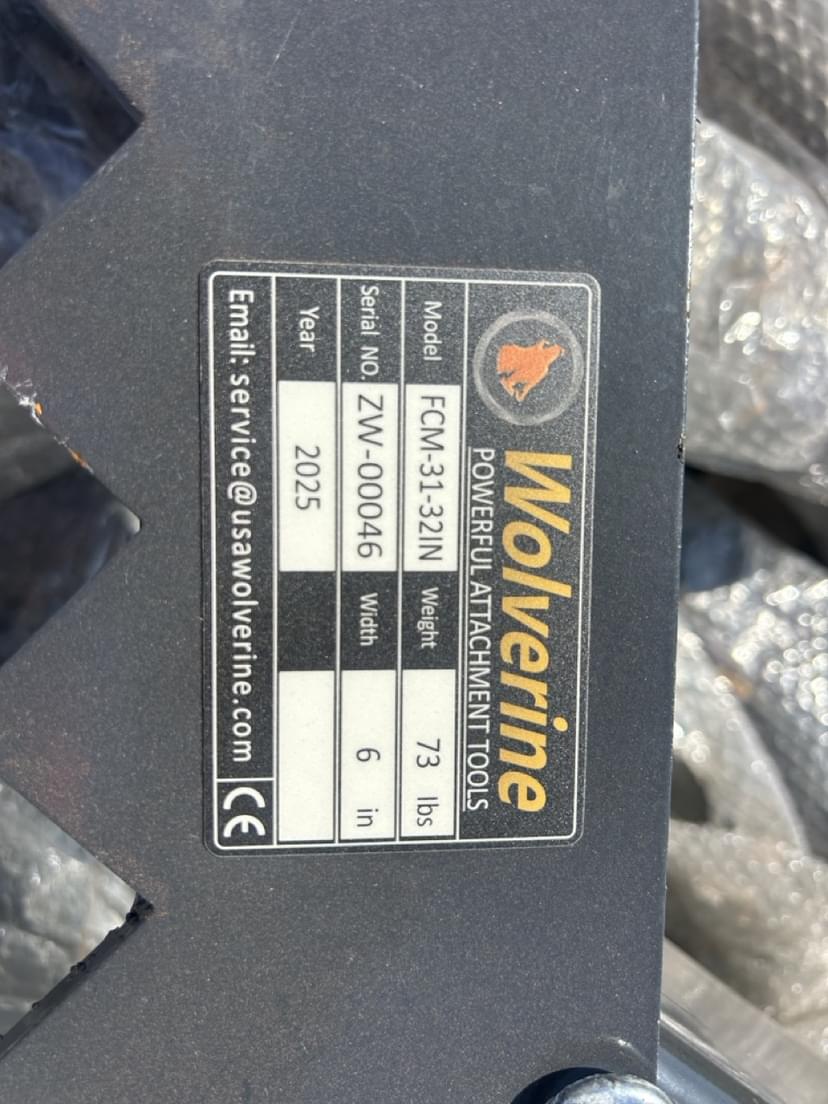 Wolverine
POWERFUL ATTACHMENT TOOLS
Model FCM-31-32IN Weight 73 lbs
Serial NO. ZW-00046 Width 6 in
Year 2025
Email: service@usawolverine.com CE